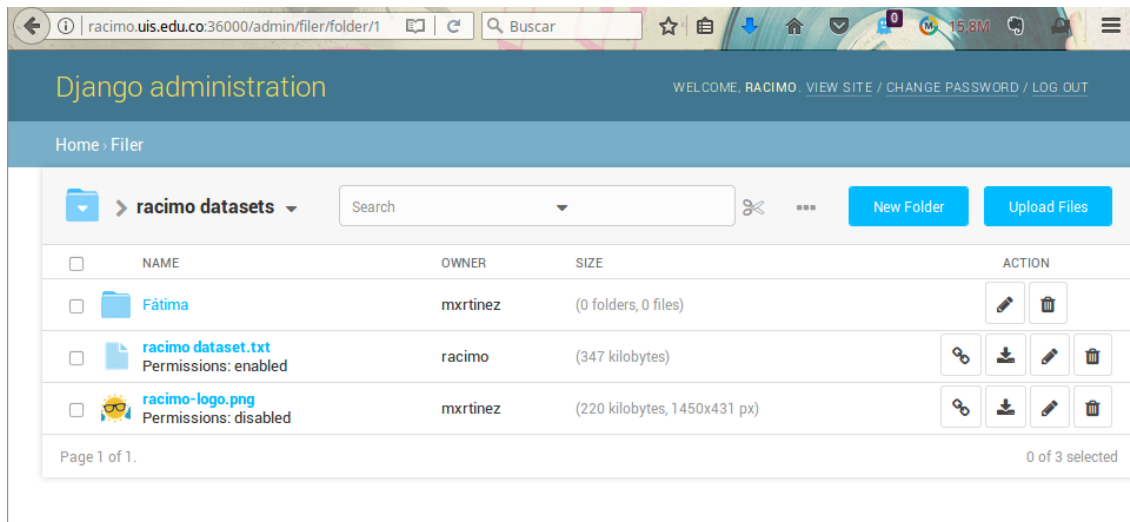 racimo.uis.edu.co:36000/admin/filer/folder/1 Buscar 0 15,8M
Django administration WELCOME, RACIMO. VIEW SITE / CHANGE PASSWORD / LOG OUT
Home › Filer
racimo datasets Search New Folder Upload Files
NAME OWNER SIZE ACTION
Fátima mxrtinez (0 folders, 0 files)
racimo dataset.txt
Permissions: enabled racimo (347 kilobytes)
racimo-logo.png
Permissions: disabled mxrtinez (220 kilobytes, 1450x431 px)
Page 1 of 1. 0 of 3 selected